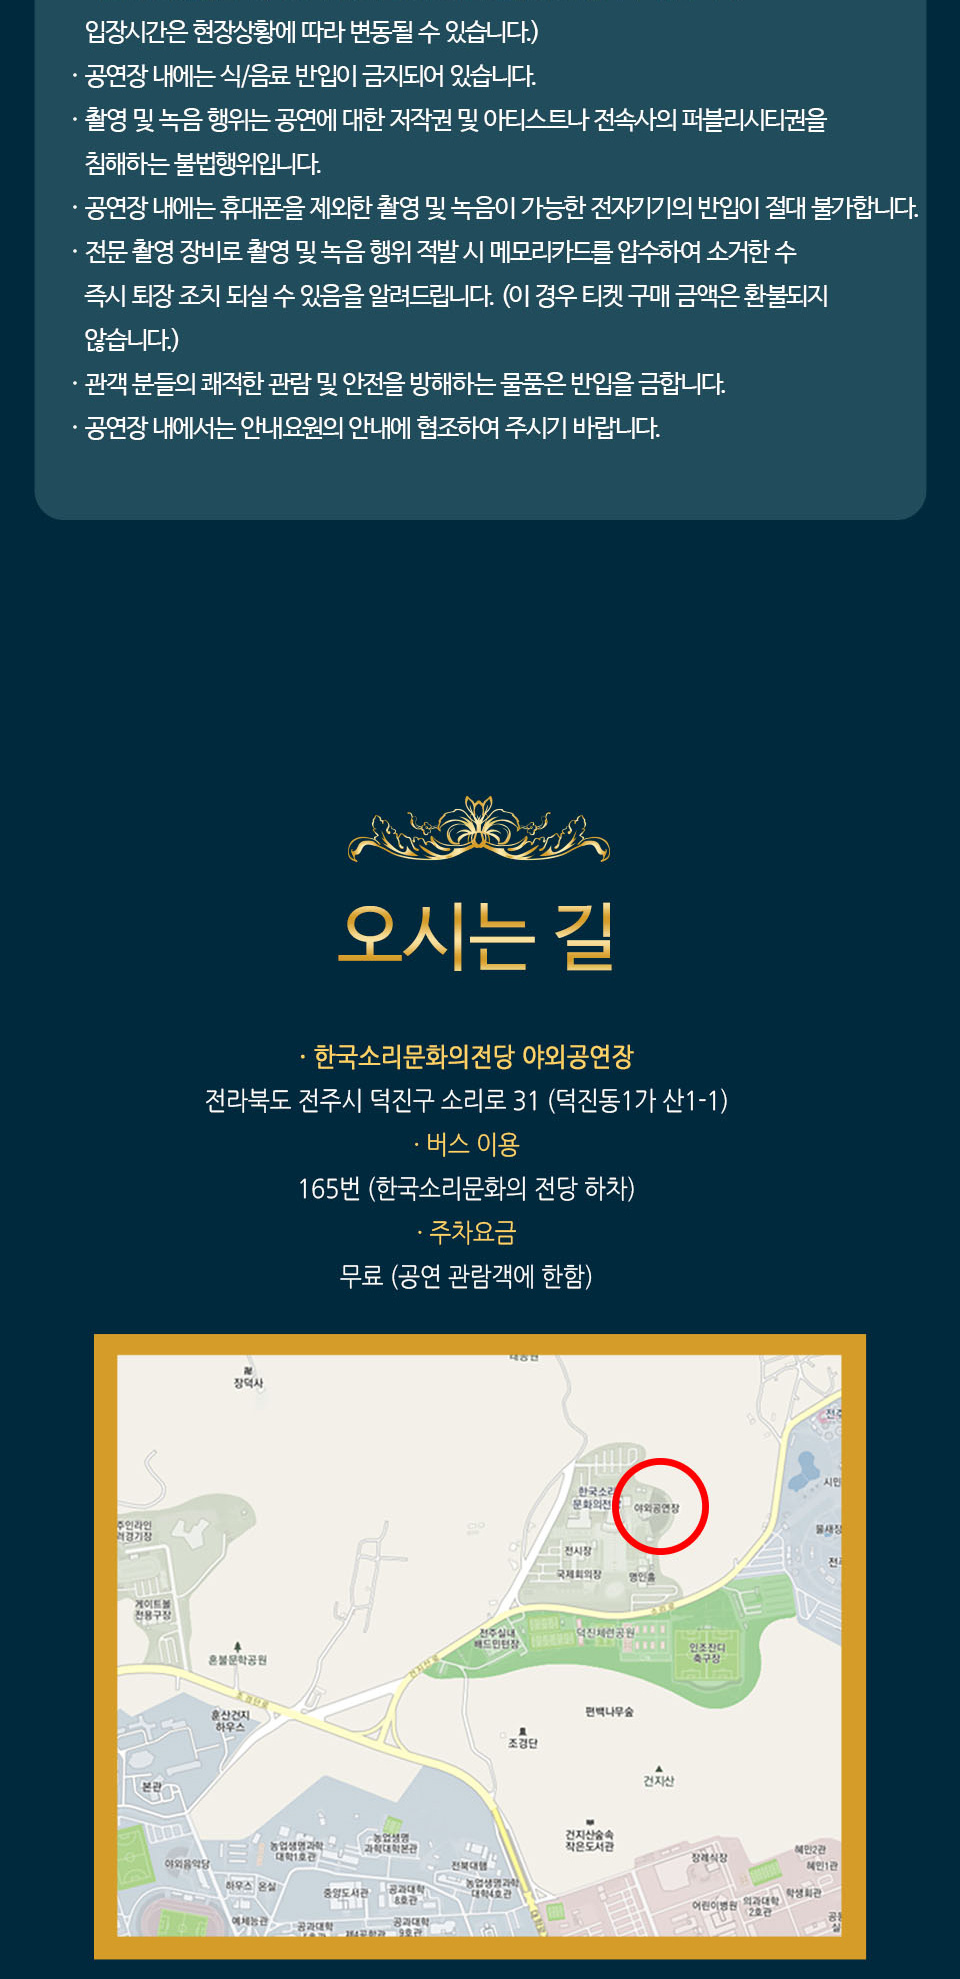 입장시간은 현장상황에 따라 변동될 수 있습니다.)
· 공연장 내에는 식/음료 반입이 금지되어 있습니다.
· 촬영 및 녹음 행위는 공연에 대한 저작권 및 아티스트나 전속사의 퍼블리시티권을
침해하는 불법행위입니다.
· 공연장 내에는 휴대폰을 제외한 촬영 및 녹음이 가능한 전자기기의 반입이 절대 불가합니다.
· 전문 촬영 장비로 촬영 및 녹음 행위 적발 시 메모리카드를 압수하여 소거한 수
즉시 퇴장 조치 되실 수 있음을 알려드립니다. (이 경우 티켓 구매 금액은 환불되지
않습니다.)
· 관객 분들의 쾌적한 관람 및 안전을 방해하는 물품은 반입을 금합니다.
· 공연장 내에서는 안내요원의 안내에 협조하여 주시기 바랍니다.
오시는 길
· 한국소리문화의전당 야외공연장
전라북도 전주시 덕진구 소리로 31 (덕진동1가 산1-1)
· 버스 이용
165번 (한국소리문화의 전당 하차)
· 주차요금
무료 (공연 관람객에 한함)
장덕사
전주
시민
한국소리
문화의전
야외공연장
주인라인
러경기장
물새장
전시장
국제회의장
명인홀
게이트볼
전용구장
소리로
전주실내
배드민턴장
덕진체련공원
인조잔디
축구장
혼불문학공원
건지산로
조경단로
편백나무숲
훈산건지
하우스
조경단
건지산
본관
건지산숲속
작은도서관
농업생명
과학대학본관
농업생명과학
대학1호관
야외음악당
전북대햄
장례식장
혜민2관
혜민1관
하우스 온실
중앙도서관
공과대학
8호관
농업생명과학
대학4호관
어린이병원
의과대학
2호관
학생회관
예체능관
공과대학
공과대학
9호관
제4공학관
대학로